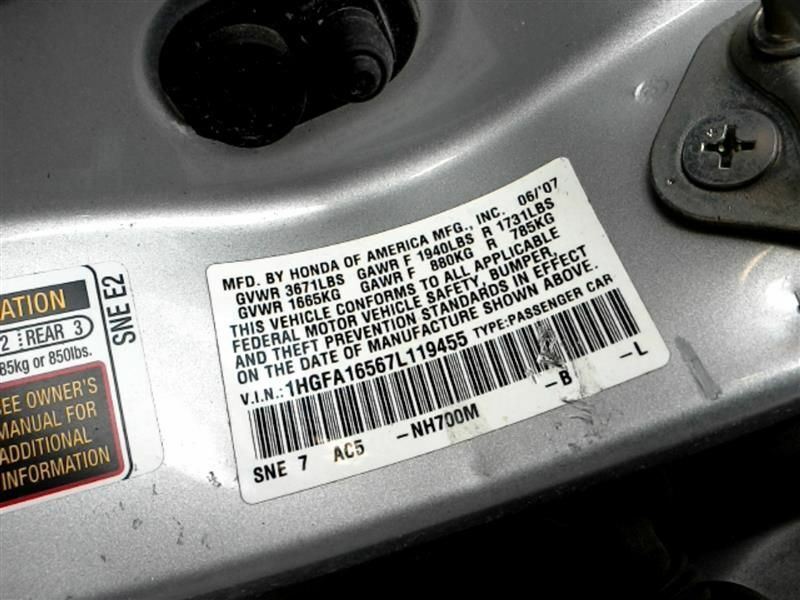 MFD. BY HONDA OF AMERICA MFG., INC. 06/'07
GVWR 3671LBS GAWR F 1940LBS R 1731LBS
GVWR 1665KG GAWR F 880KG R 785KG
THIS VEHICLE CONFORMS TO ALL APPLICABLE
FEDERAL MOTOR VEHICLE SAFETY, BUMPER,
AND THEFT PREVENTION STANDARDS IN EFFECT
ON THE DATE OF MANUFACTURE SHOWN ABOVE.
V.I.N.:1HGFA16567L119455 TYPE:PASSENGER CAR
SNE 7 AC5 -NH700M -B -L
ATION
2 REAR 3
85kg or 850lbs.
SEE OWNER'S
MANUAL FOR
ADDITIONAL
INFORMATION
SNE E2